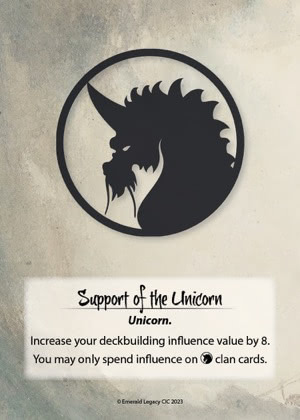 Support of the Unicorn
Unicorn.
Increase your deckbuilding influence value by 8.
You may only spend influence on clan cards.
© Emerald Legacy CIC 2023